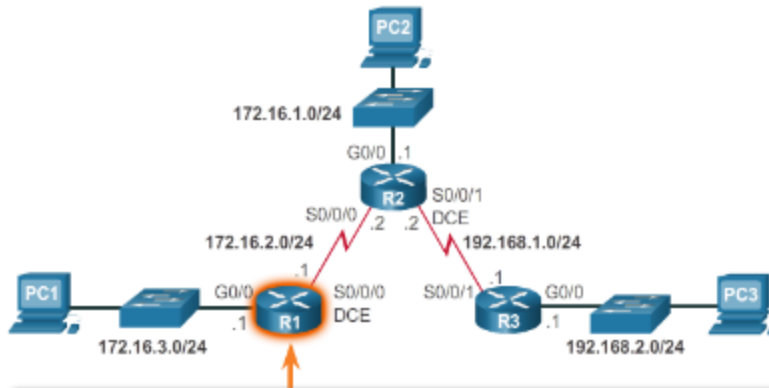 PC2
172.16.1.0/24
G0/0 .1
R2
S0/0/1
DCE
S0/0/0
.2 .2
172.16.2.0/24
192.168.1.0/24
.1
.1
PC1
G0/0
.1
R1
S0/0/0
DCE
172.16.3.0/24
S0/0/1
R3
G0/0
.1
PC3
192.168.2.0/24